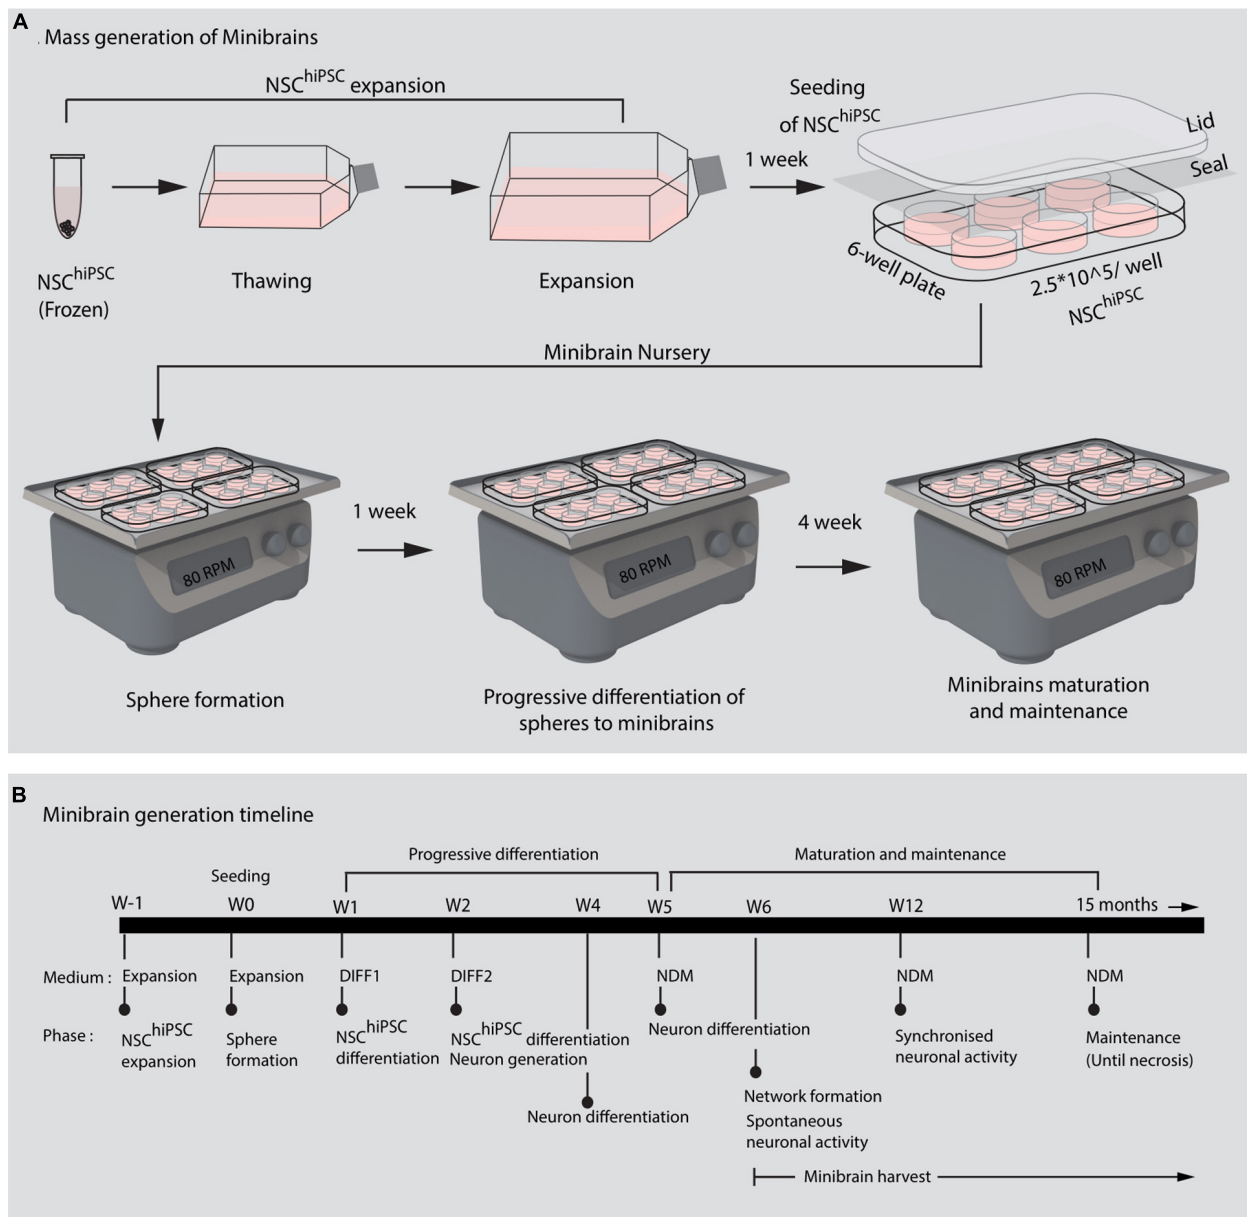 A
. Mass generation of Minibrains
NSChiPSC expansion
Seeding
of NSChiPSC
1 week
Lid
Seal
NSChiPSC
(Frozen)
Thawing
Expansion
6-well plate
2.5*10^5/ well
NSChiPSC
Minibrain Nursery
1 week
4 week
80 RPM
80 RPM
80 RPM
Sphere formation
Progressive differentiation of
spheres to minibrains
Minibrains maturation
and maintenance
B
Minibrain generation timeline
Progressive differentiation
Maturation and maintenance
Seeding
W-1 W0 W1 W2 W4 W5 W6 W12 15 months
Medium : Expansion Expansion DIFF1 DIFF2 NDM NDM NDM
Phase :
NSChiPSC
expansion
Sphere
formation
NSChiPSC
differentiation
NSChiPSC differentiation
Neuron generation
Neuron differentiation
Neuron differentiation
Network formation
Spontaneous
neuronal activity
Synchronised
neuronal activity
Maintenance
(Until necrosis)
Minibrain harvest